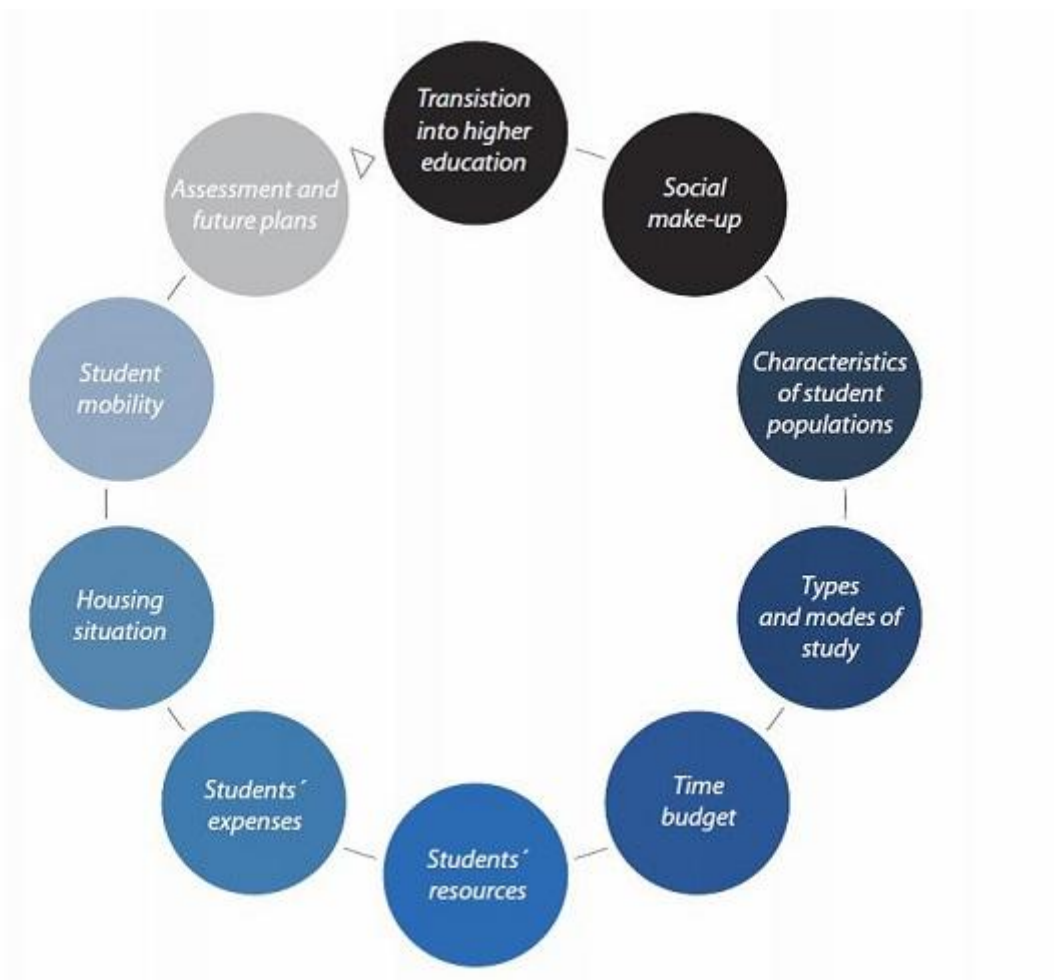 Transistion
into higher
education
Social
make-up
Characteristics
of student
populations
Types
and modes of
study
Time
budget
Students´
resources
Students´
expenses
Housing
situation
Student
mobility
Assessment and
future plans